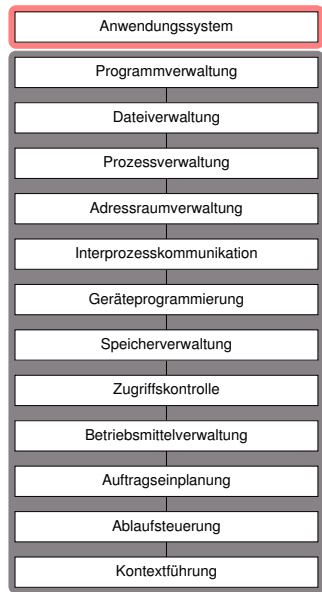 Anwendungssystem
Programmverwaltung
Dateiverwaltung
Prozessverwaltung
Adressraumverwaltung
Interprozesskommunikation
Geräteprogrammierung
Speicherverwaltung
Zugriffskontrolle
Betriebsmittelverwaltung
Auftragseinplanung
Ablaufsteuerung
Kontextführung